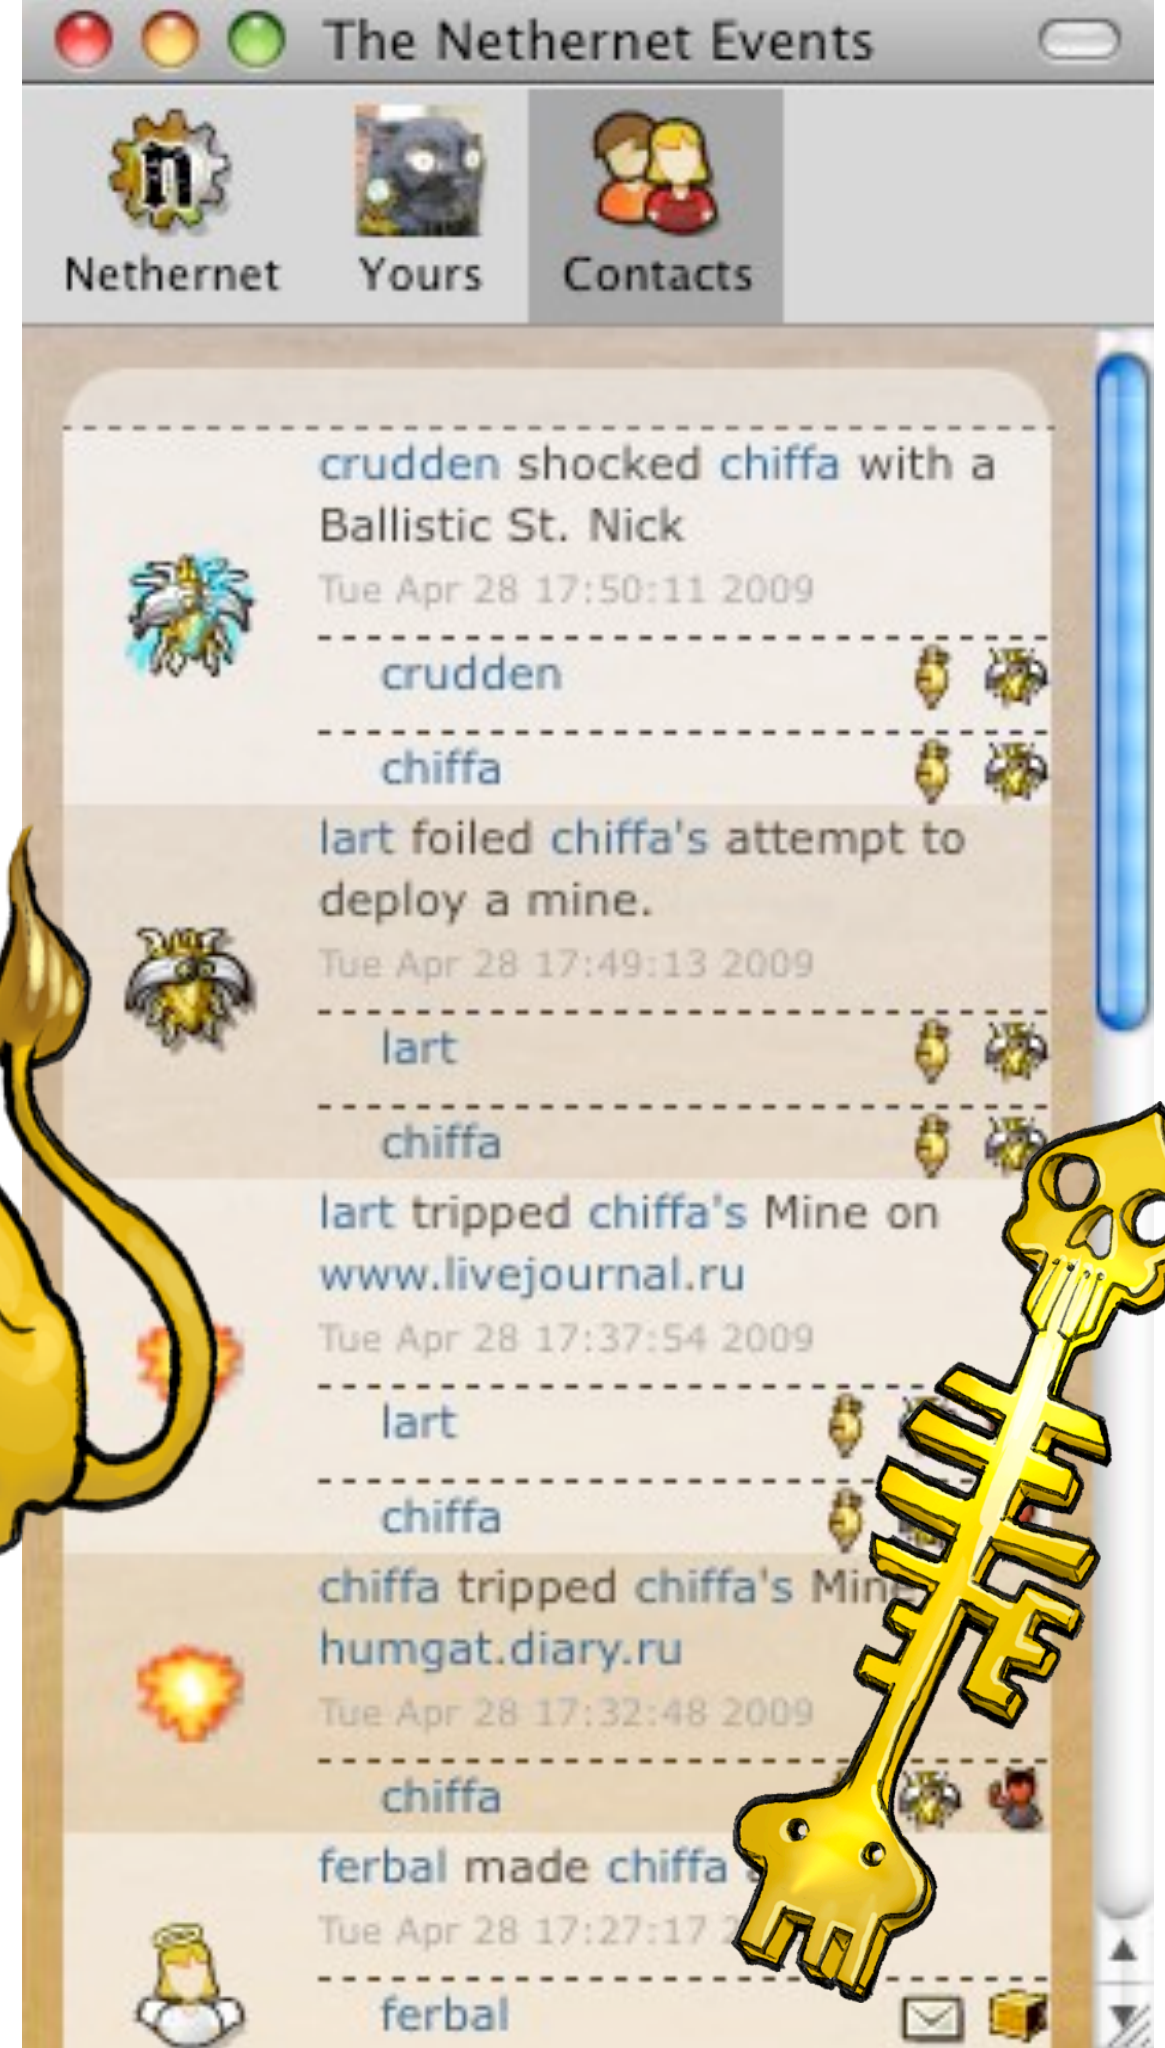 The Nethernet Events
Nethernet Yours Contacts
crudden shocked chiffa with a
Ballistic St. Nick
Tue Apr 28 17:50:11 2009
crudden
chiffa
lart foiled chiffa's attempt to
deploy a mine.
Tue Apr 28 17:49:13 2009
lart
chiffa
lart tripped chiffa's Mine on
www.livejournal.ru
Tue Apr 28 17:37:54 2009
lart
chiffa
chiffa tripped chiffa's Mine
humgat.diary.ru
Tue Apr 28 17:32:48 2009
chiffa
ferbal made chiffa
Tue Apr 28 17:27:17
ferbal